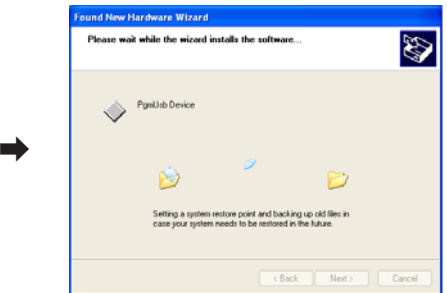 Found New Hardware Wizard
Please wait while the wizard installs the software...
PgmUsb Device
Setting a system restore point and backing up old files in
case your system needs to be restored in the future.
< Back
Next >
Cancel